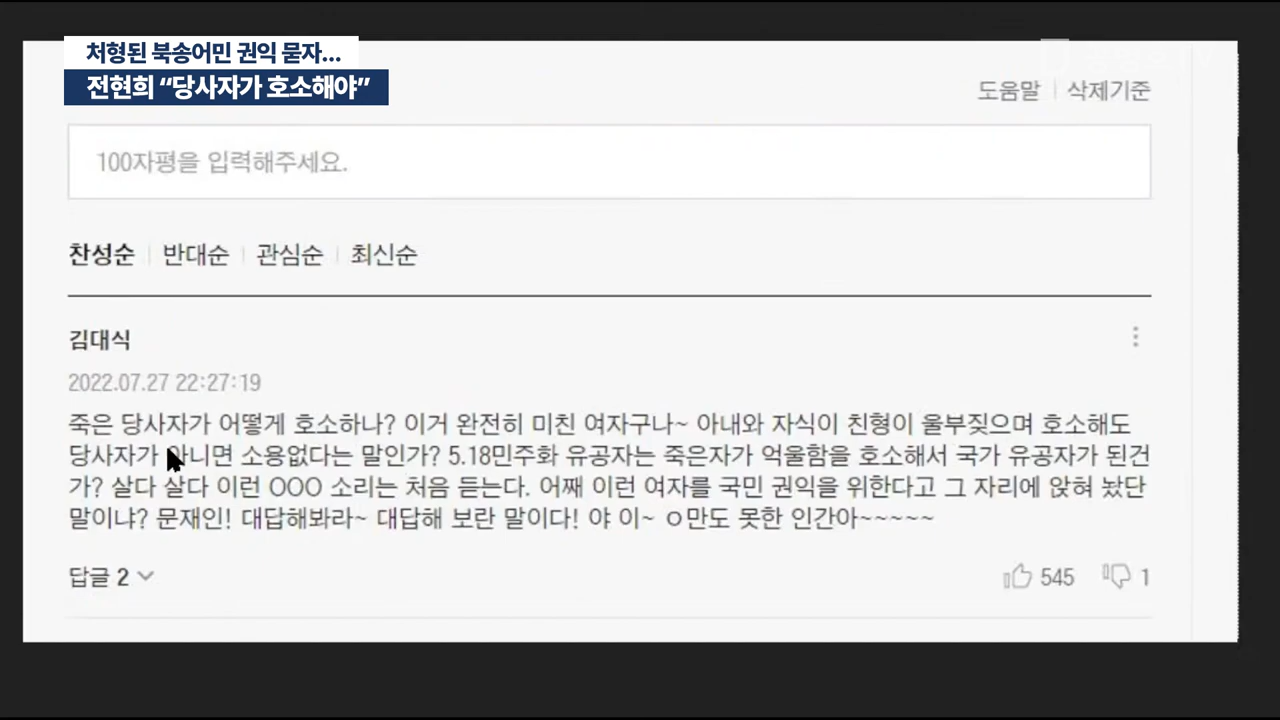 처형된 북송어민 권익 묻자...
전현희 “당사자가 호소해야”
도움말 | 삭제기준
100자평을 입력해주세요.
찬성순 | 반대순 | 관심순 | 최신순
김대식
2022.07.27 22:27:19
죽은 당사자가 어떻게 호소하나? 이거 완전히 미친 여자구나~ 아내와 자식이 친형이 울부짖으며 호소해도
당사자가 아니면 소용없다는 말인가? 5.18민주화 유공자는 죽은자가 억울함을 호소해서 국가 유공자가 된건
가? 살다 살다 이런 OOO 소리는 처음 듣는다. 어째 이런 여자를 국민 권익을 위한다고 그 자리에 앉혀 놨단
말이냐? 문재인! 대답해봐라~ 대답해 보란 말이다! 야 이~ ㅇ만도 못한 인간아~~~~~
답글 2
545 1